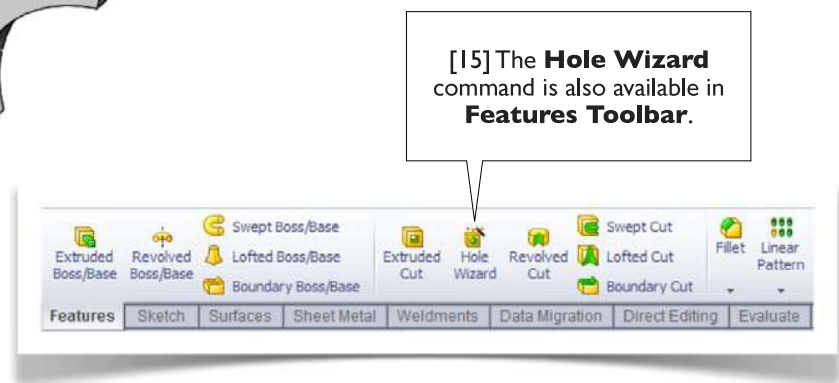 [15] The Hole Wizard
command is also available in
Features Toolbar.
Extruded Boss/Base
Revolved Boss/Base
Swept Boss/Base
Lofted Boss/Base
Boundary Boss/Base
Extruded Cut
Hole Wizard
Revolved Cut
Swept Cut
Lofted Cut
Boundary Cut
Fillet
Linear Pattern
Features Sketch Surfaces Sheet Metal Weldments Data Migration Direct Editing Evaluate